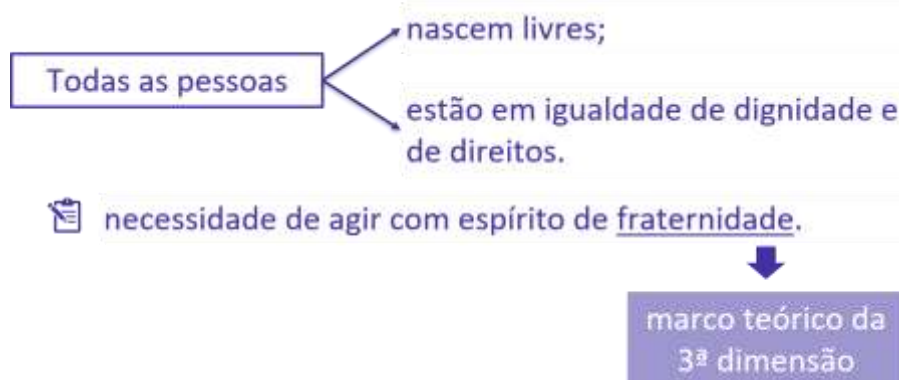 nascem livres;
Todas as pessoas
estão em igualdade de dignidade e
de direitos.
necessidade de agir com espírito de fraternidade.
marco teórico da
3ª dimensão